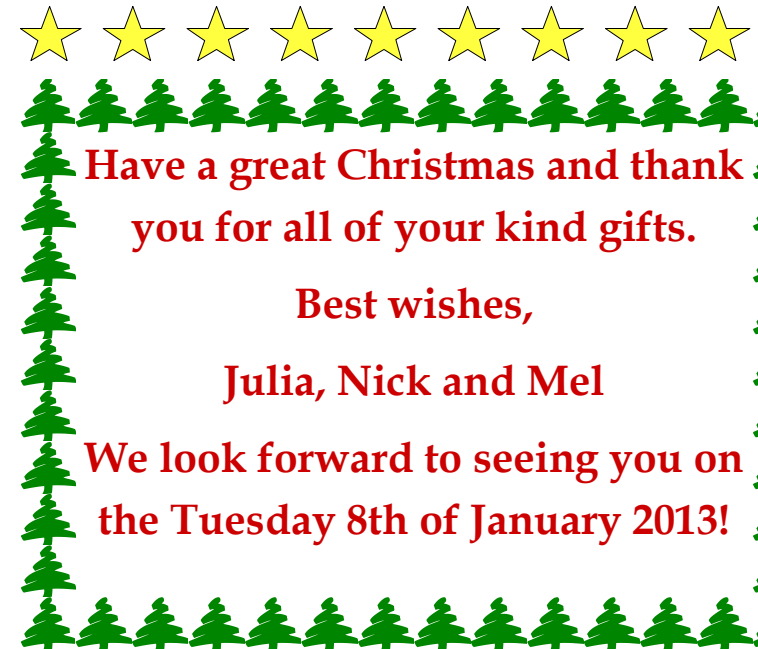 Have a great Christmas and thank
you for all of your kind gifts.
Best wishes,
Julia, Nick and Mel
We look forward to seeing you on
the Tuesday 8th of January 2013!